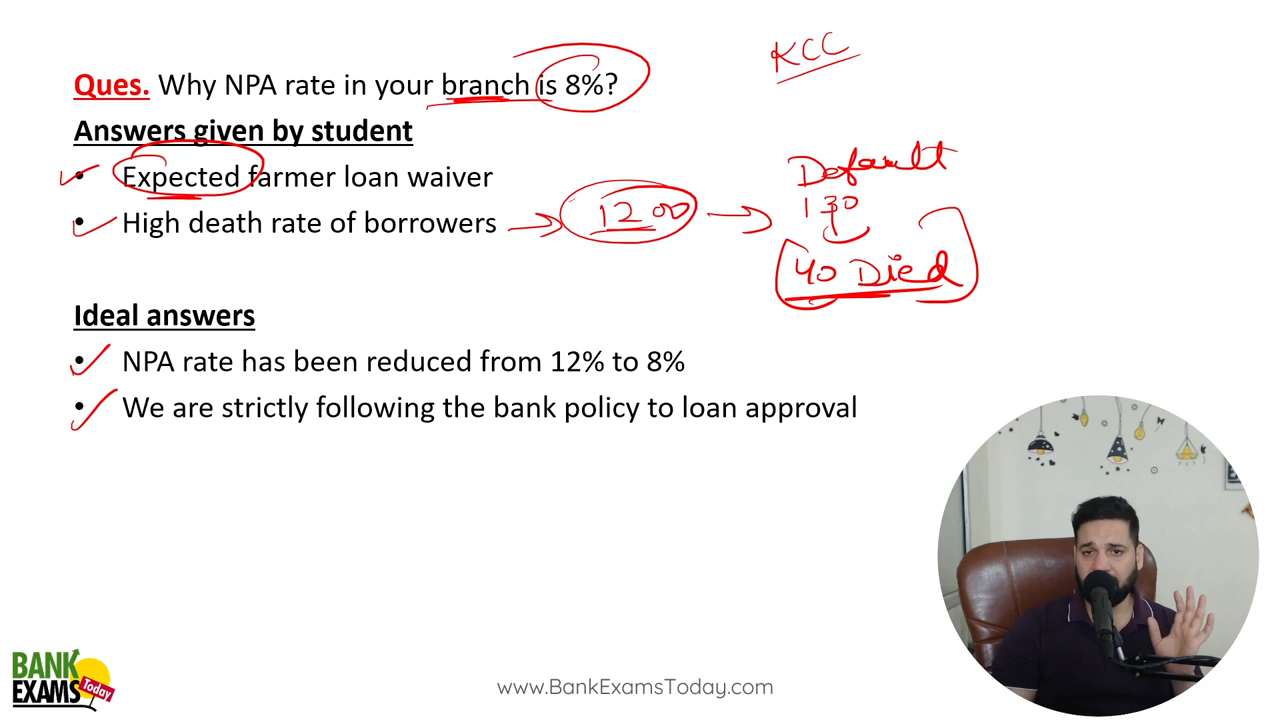 KCC
Ques. Why NPA rate in your branch is 8%?
Answers given by student
• Expected farmer loan waiver
Default
• High death rate of borrowers
1200
130
40 Died
Ideal answers
• NPA rate has been reduced from 12% to 8%
• We are strictly following the bank policy to loan approval
BANK
EXAMS
Today
www.BankExamsToday.com